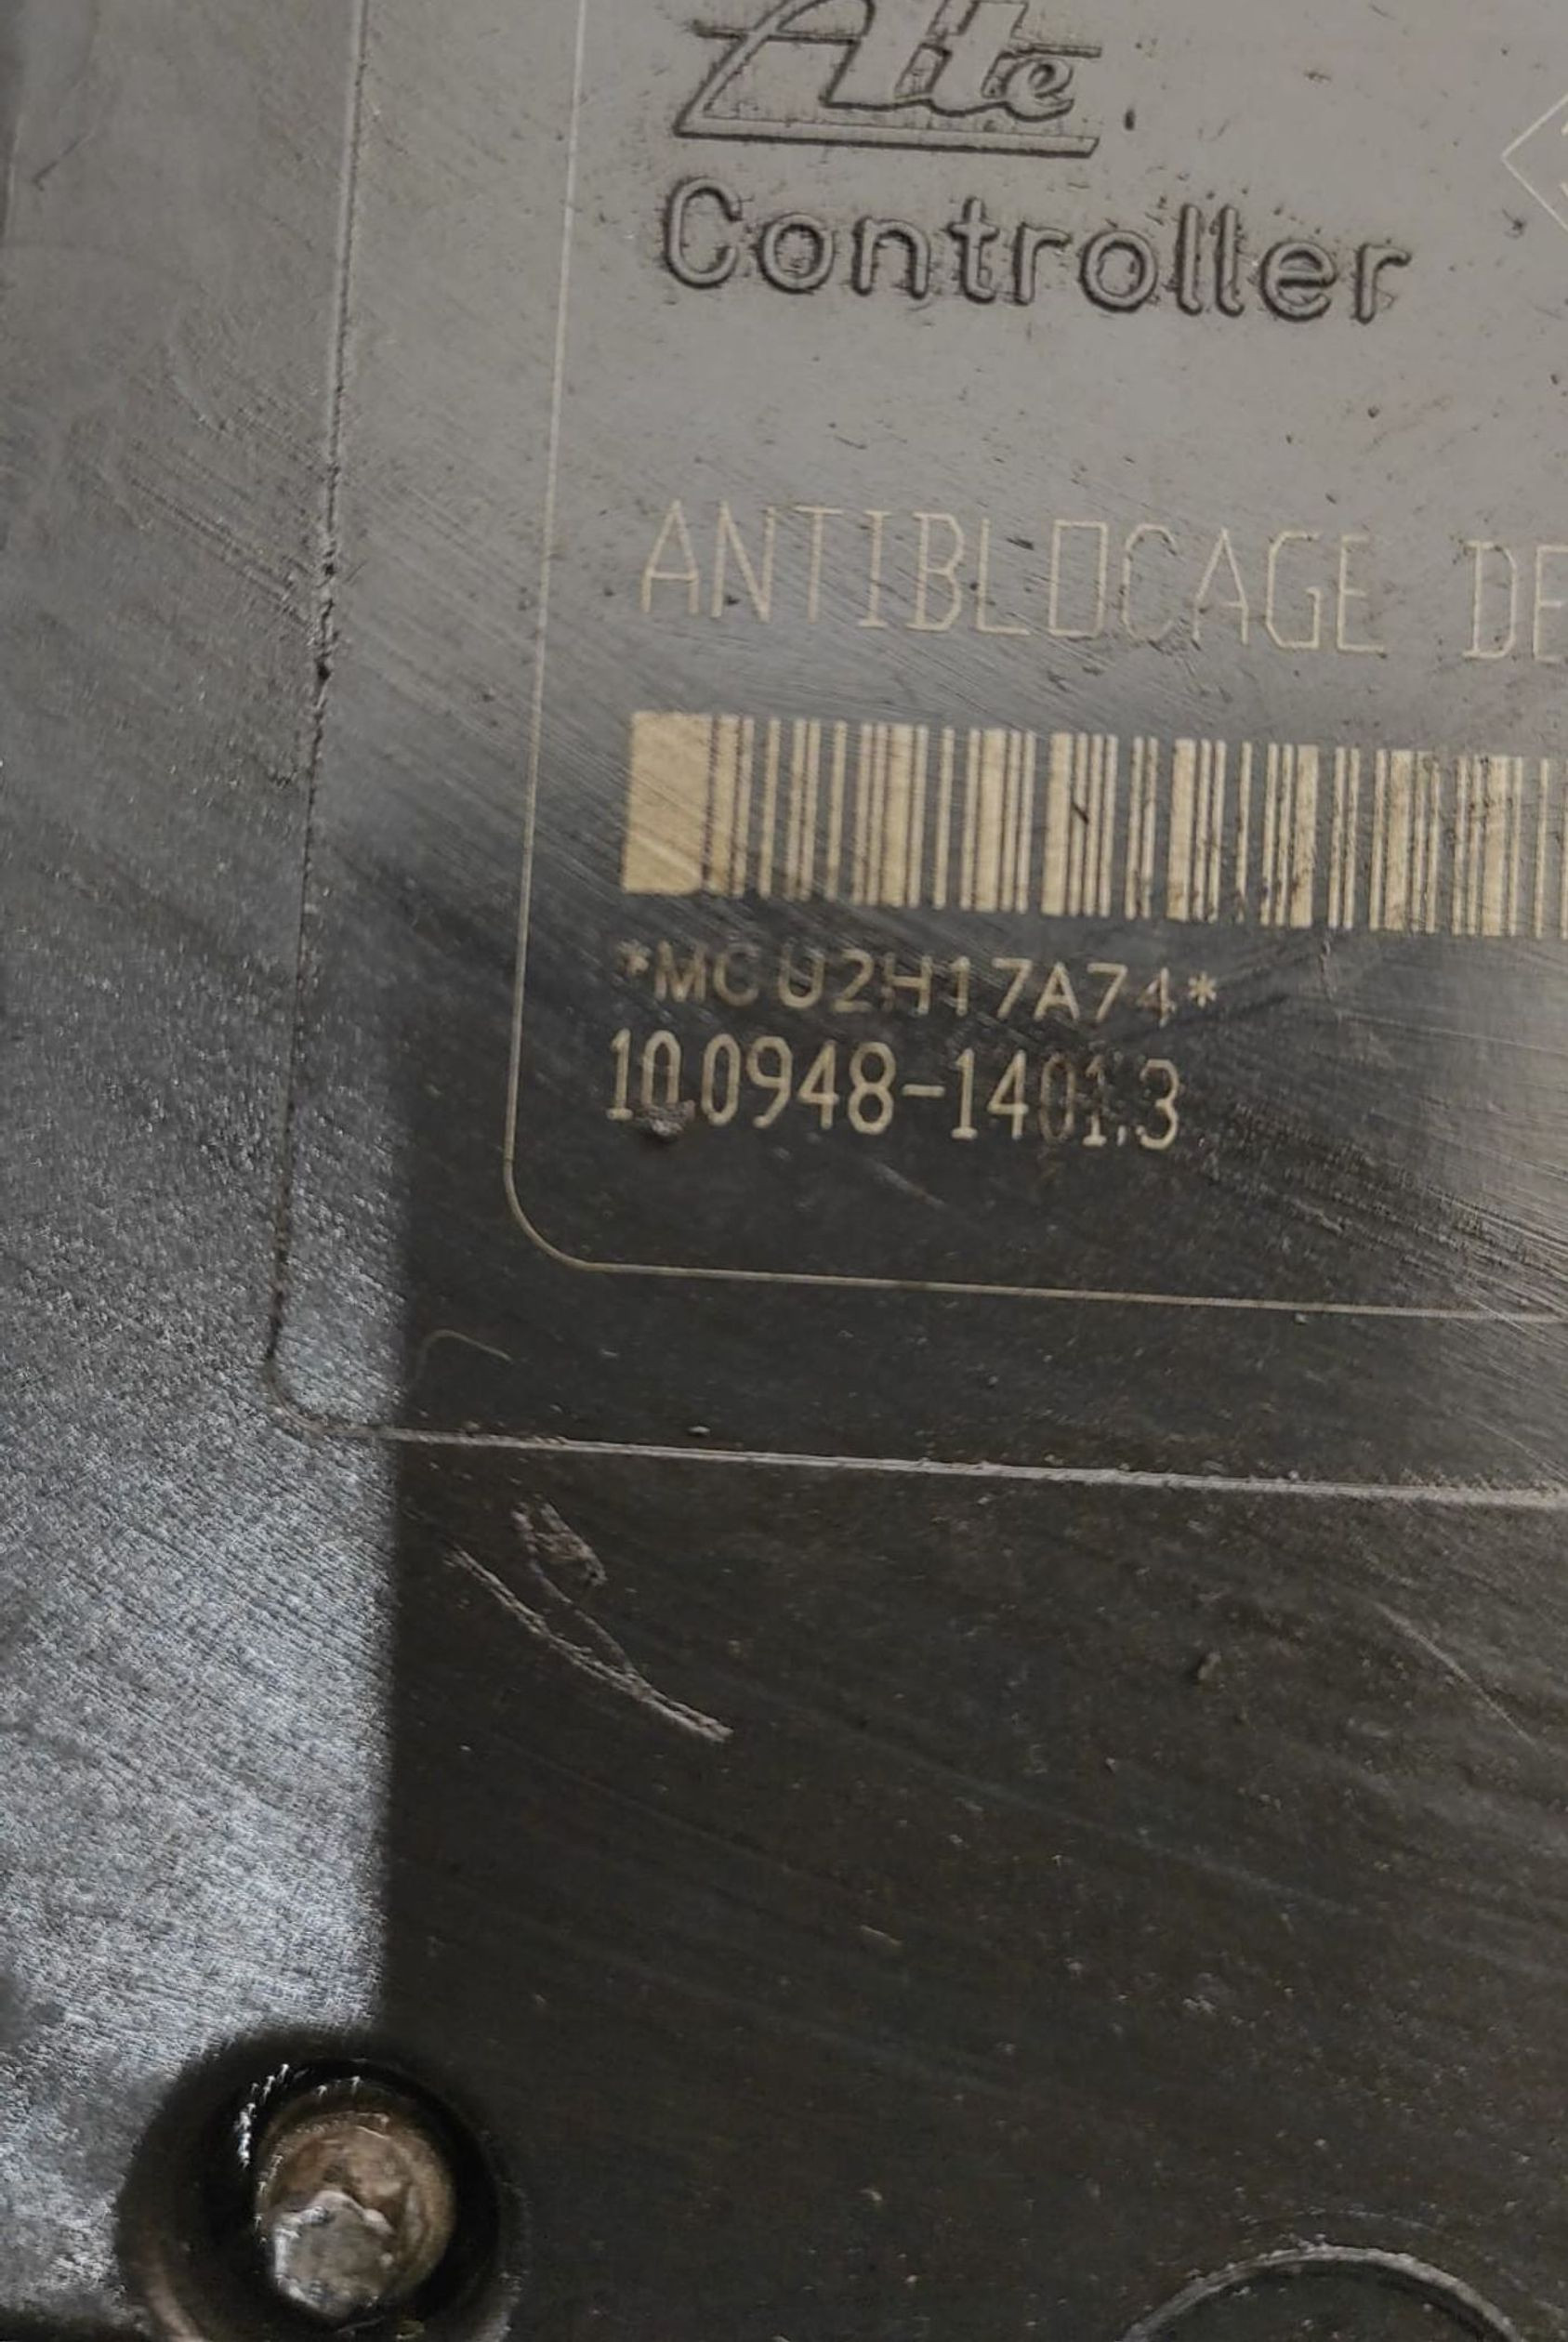 Ate
Controller
ANTIBLOCAGE DE
*MCU2H17A74*
10.0948-1401.3